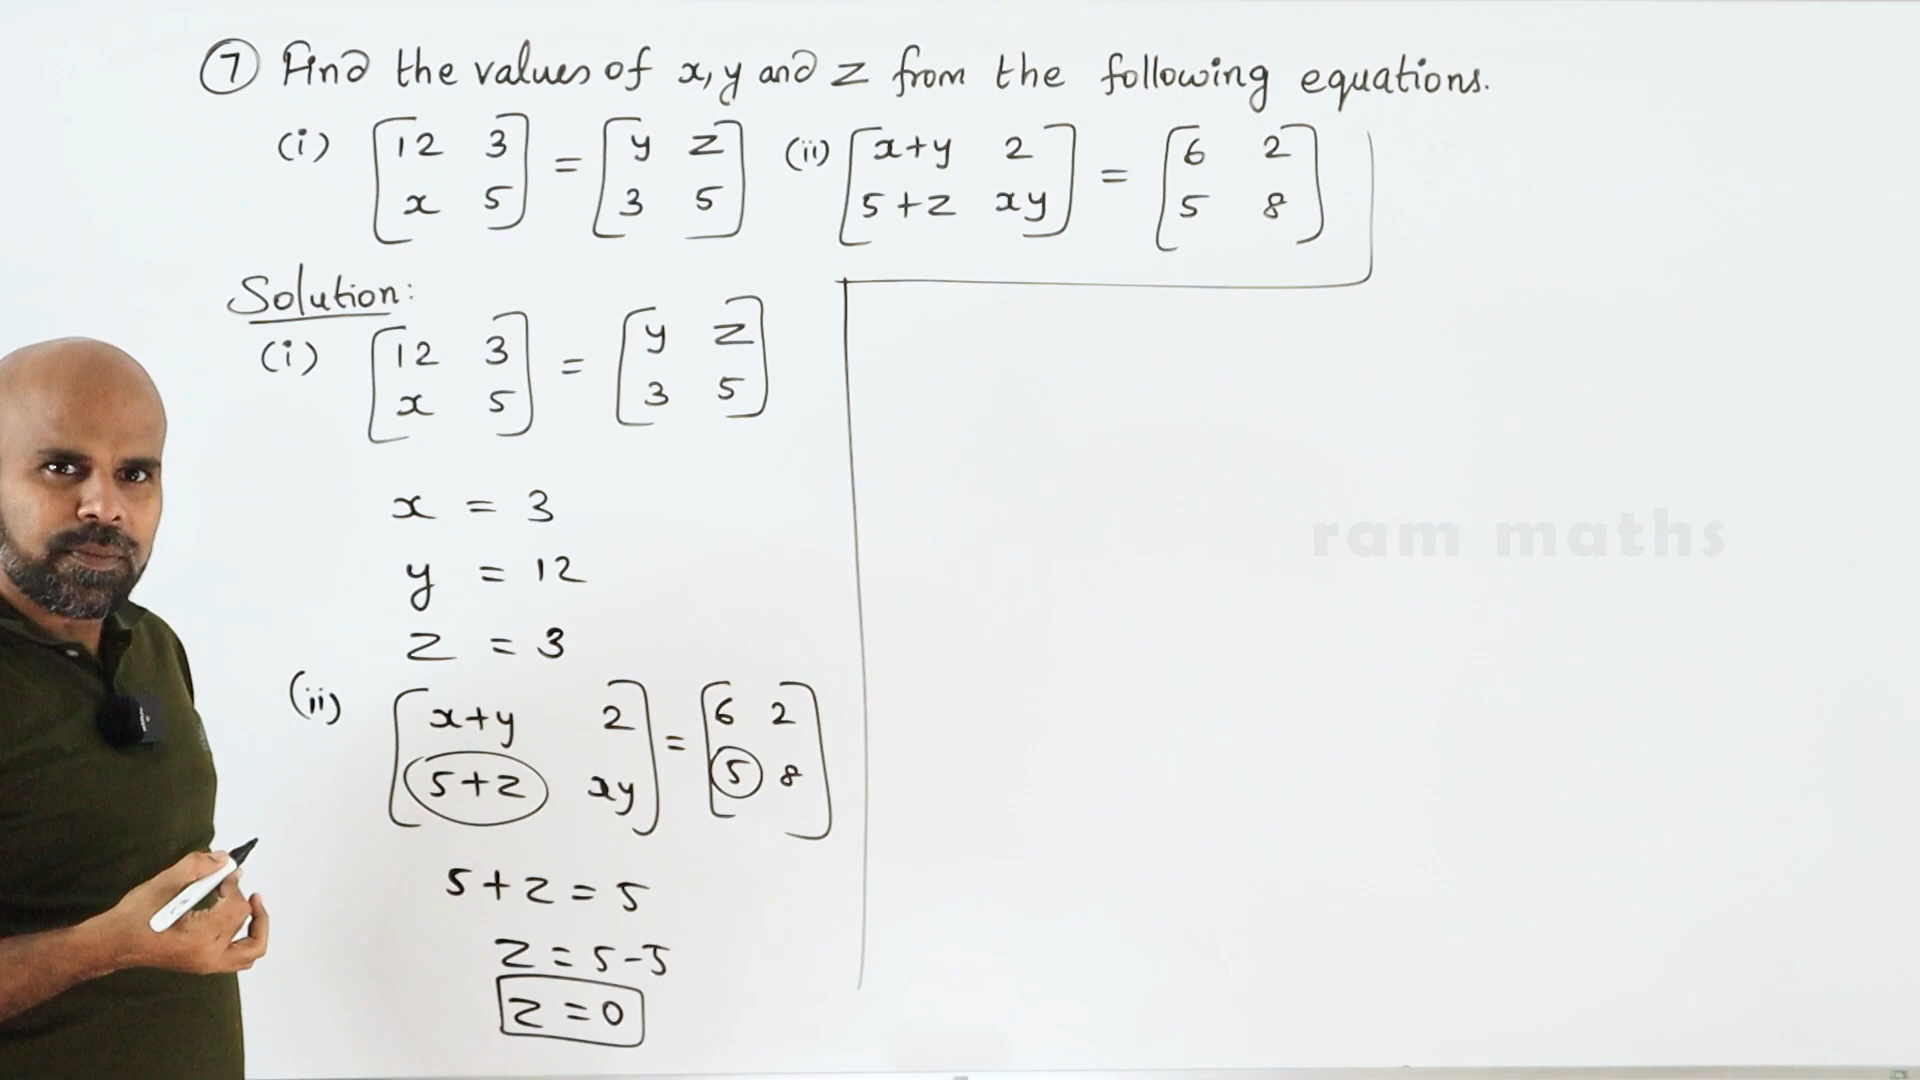 7 Find the values of x, y and z from the following equations.
(i) [12 3 x 5] = [y z 3 5] (ii) [x+y 2 5+z xy] = [6 2 5 8]
Solution:
(i) [12 3 x 5] = [y z 3 5]
x = 3
y = 12
z = 3
(ii) [x+y 2 5+z xy] = [6 2 5 8]
5+z = 5
z = 5-5
z = 0
ram maths